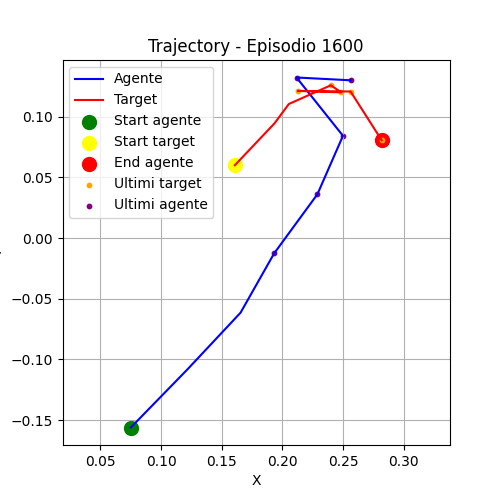 Trajectory - Episodio 1600
Agente
Target
Start agente
Start target
End agente
Ultimi target
Ultimi agente
0.10
0.05
0.00
−0.05
−0.10
−0.15
0.05 0.10 0.15 0.20 0.25 0.30
X